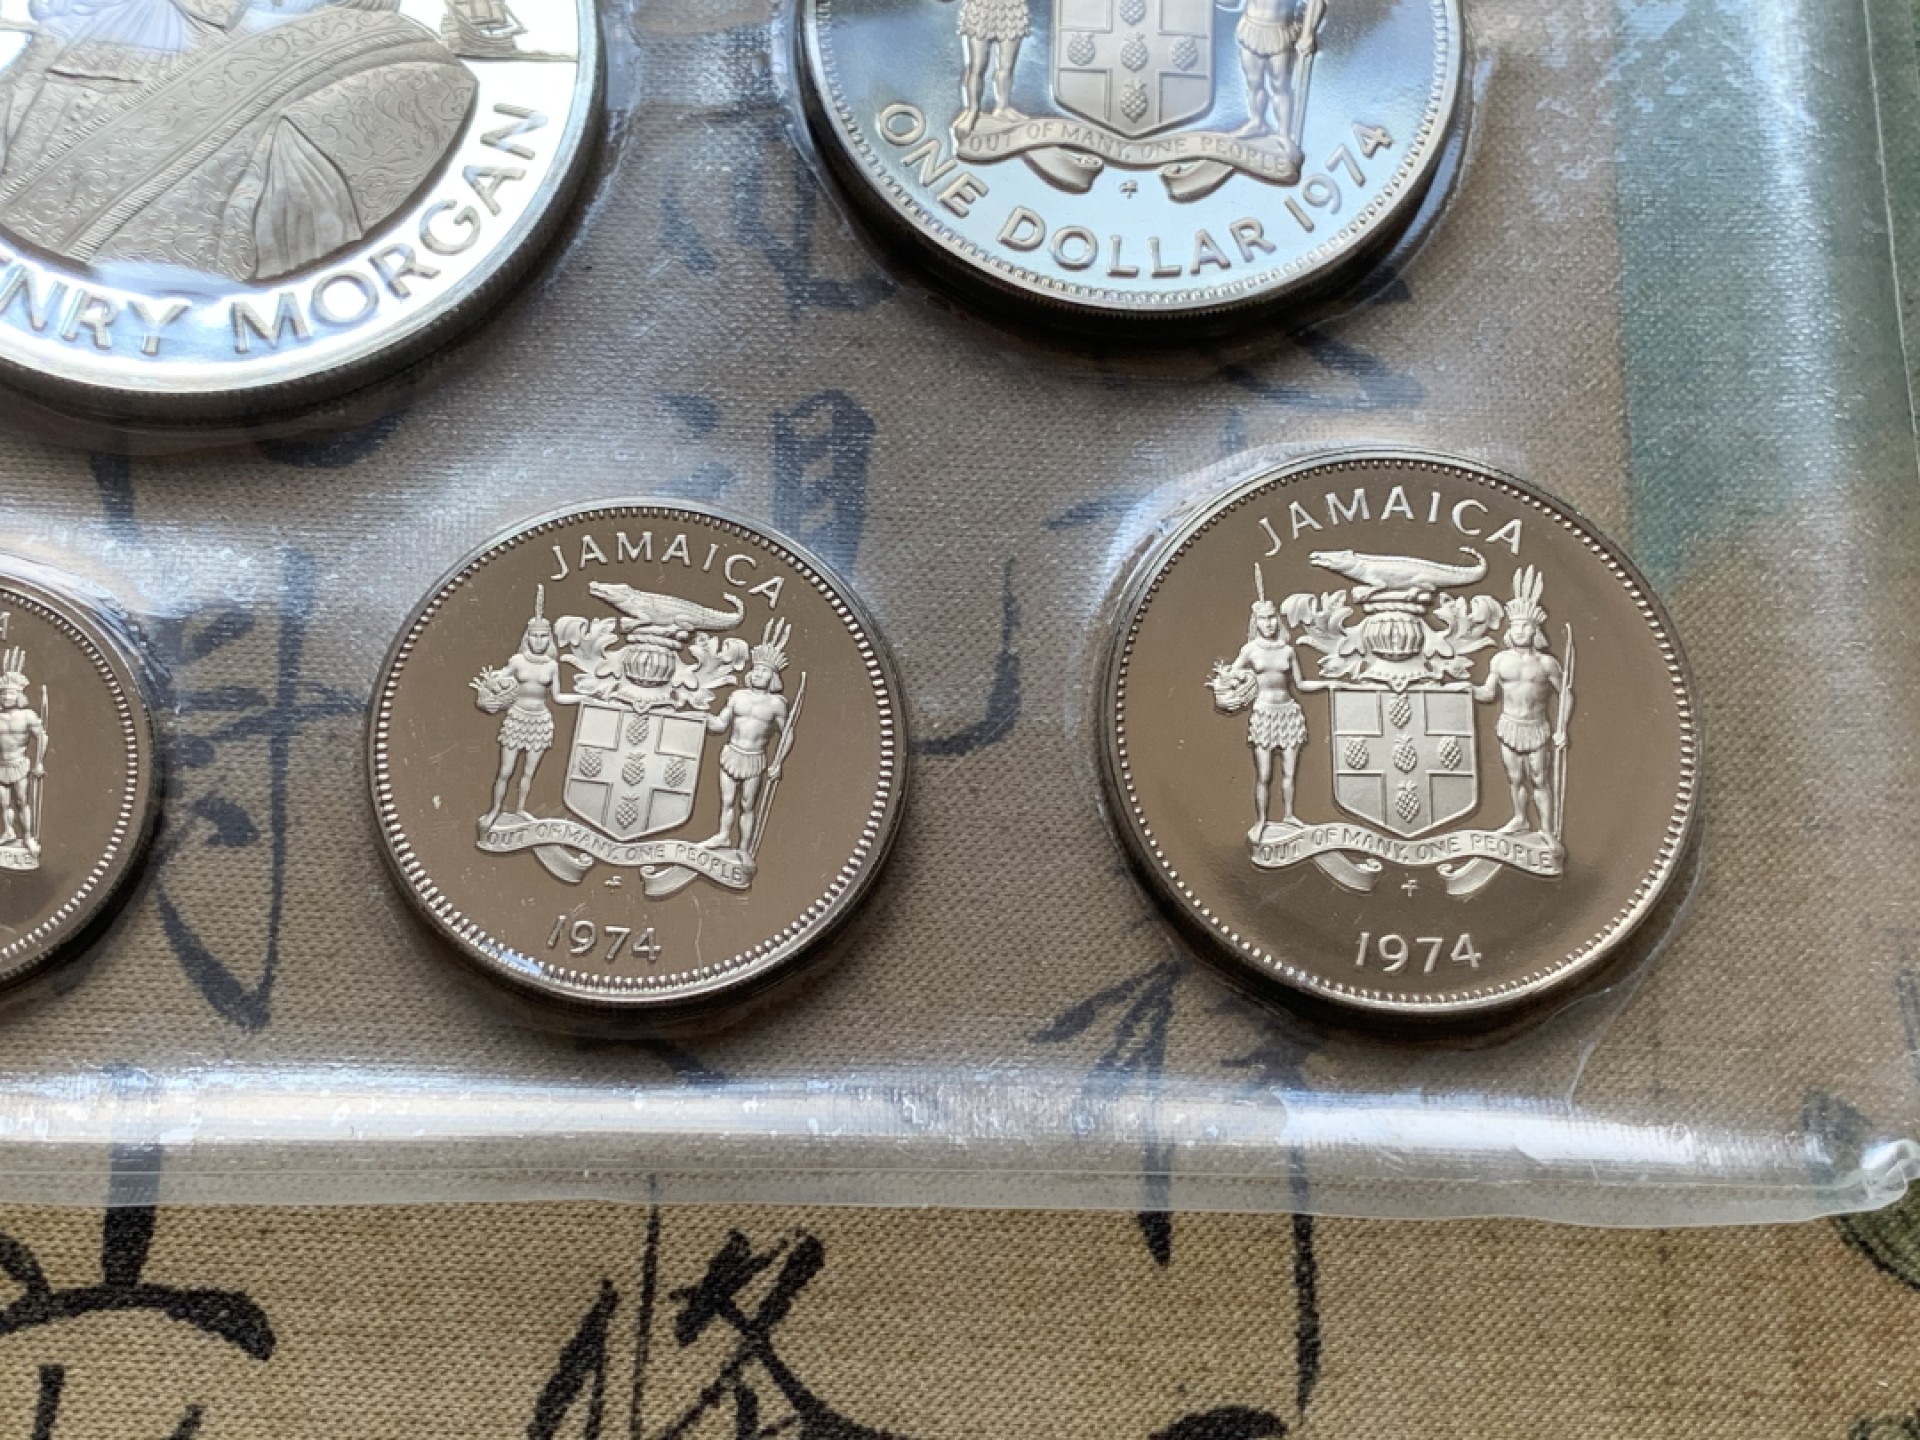 HENRY MORGAN
OUT OF MANY, ONE PEOPLE
ONE DOLLAR 1974
JAMAICA
OUT OF MANY, ONE PEOPLE
1974
JAMAICA
OUT OF MANY, ONE PEOPLE
1974
修